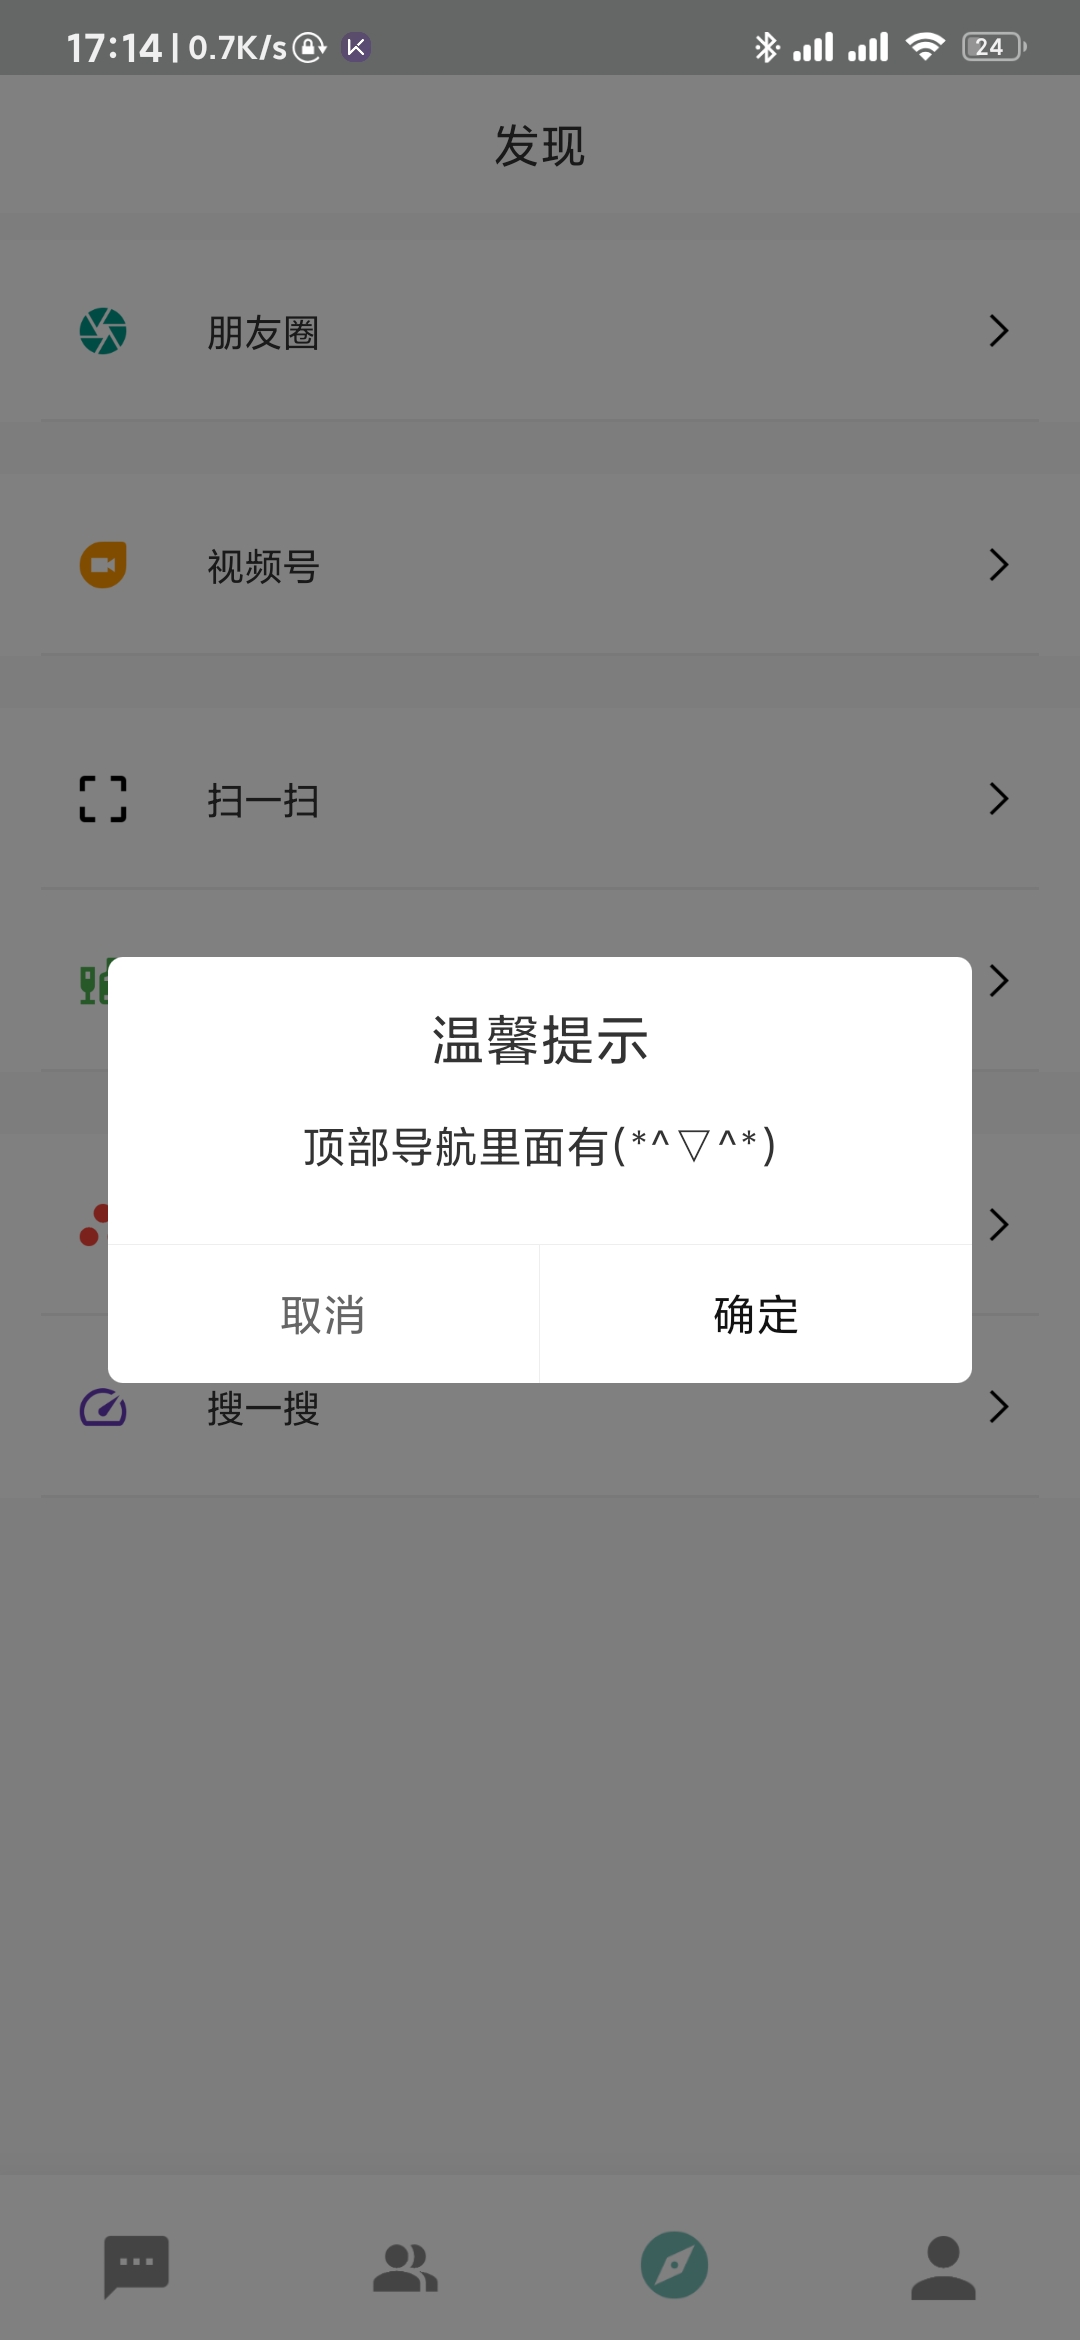 17:14 | 0.7K/s
24
发现
朋友圈
视频号
扫一扫
温馨提示
顶部导航里面有(*^▽^*)
取消
确定
搜一搜